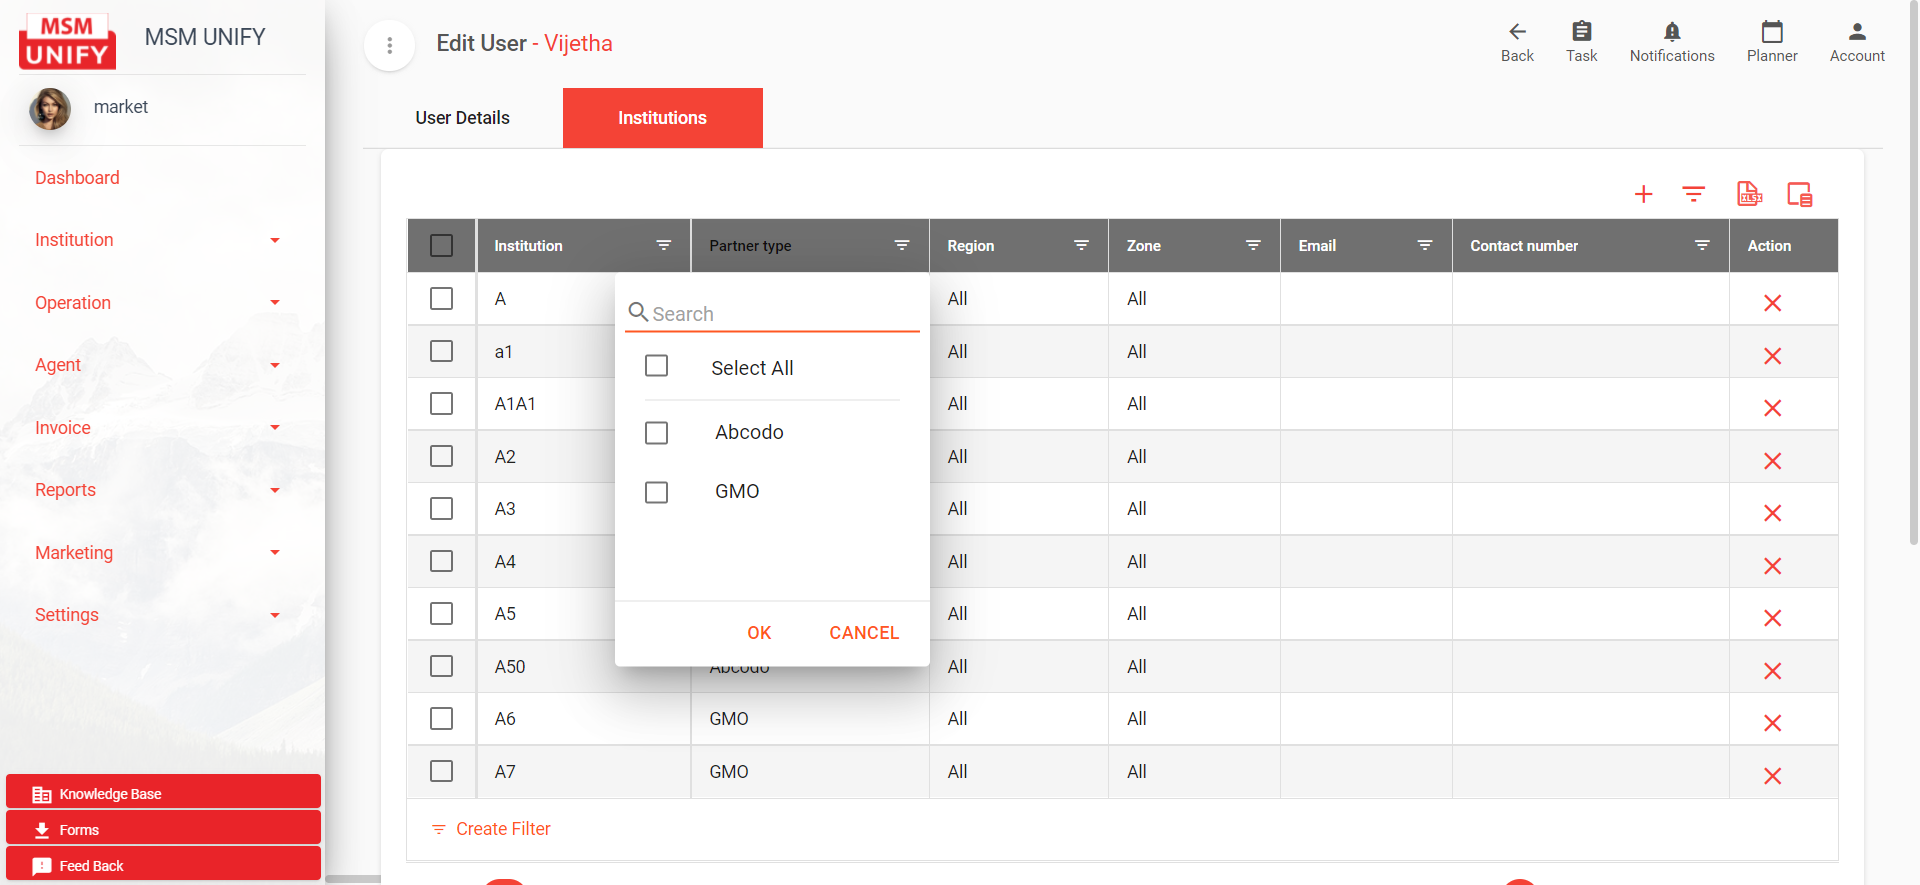 MSM
UNIFY
MSM UNIFY
market
Dashboard
Institution
Operation
Agent
Invoice
Reports
Marketing
Settings
Knowledge Base
Forms
Feed Back
Edit User - Vijetha
Back
Task
Notifications
Planner
Account
User Details
Institutions
XLSX
Institution
Partner type
Region
Zone
Email
Contact number
Action
A All All
a1 All All
A1A1 All All
A2 All All
A3 All All
A4 All All
A5 All All
A50 Abcodo All All
A6 GMO All All
A7 GMO All All
Search
Select All
Abcodo
GMO
OK CANCEL
Create Filter